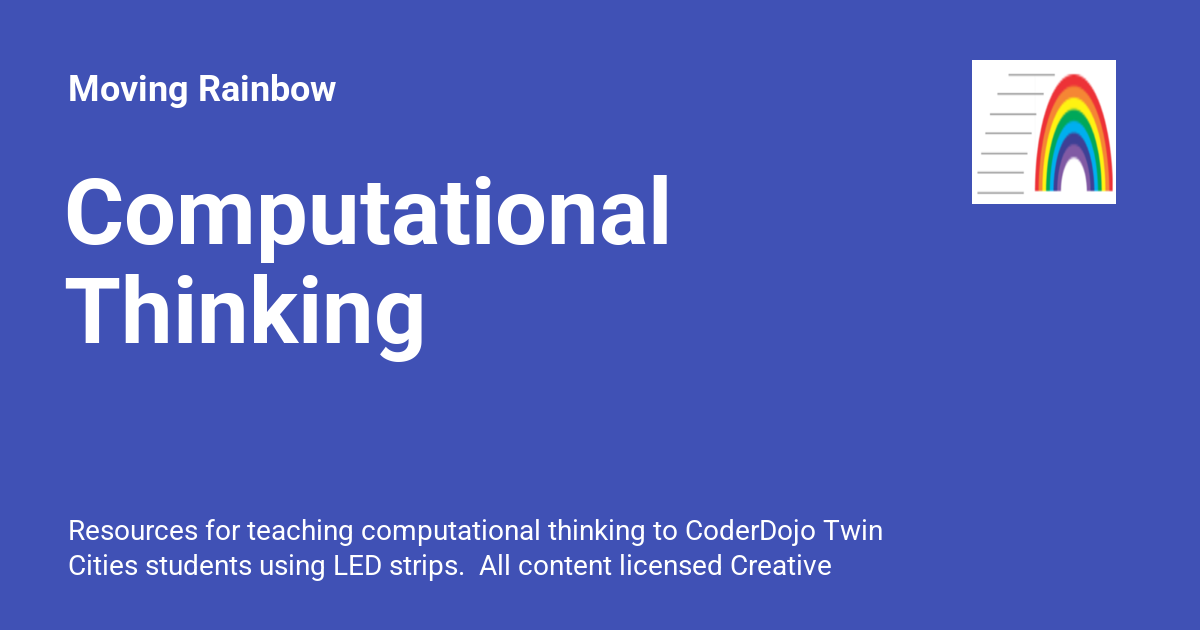 Moving Rainbow
Computational
Thinking
Resources for teaching computational thinking to CoderDojo Twin
Cities students using LED strips.  All content licensed Creative